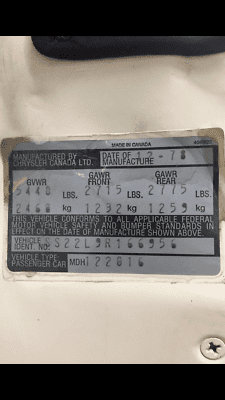 MADE IN CANADA
MANUFACTURED BY CHRYSLER CANADA LTD.
DATE OF MANUFACTURE 12-78
GVWR GAWR FRONT GAWR REAR
5440 LBS. 2715 LBS. 2775 LBS.
2468 kg 1232 kg 1259 kg
THIS VEHICLE CONFORMS TO ALL APPLICABLE FEDERAL
MOTOR VEHICLE SAFETY AND BUMPER STANDARDS IN
EFFECT ON THE DATE OF MANUFACTURE SHOWN ABOVE.
VEHICLE IDENT. NO. SS22L9R166956
VEHICLE TYPE: PASSENGER CAR MDH 122816